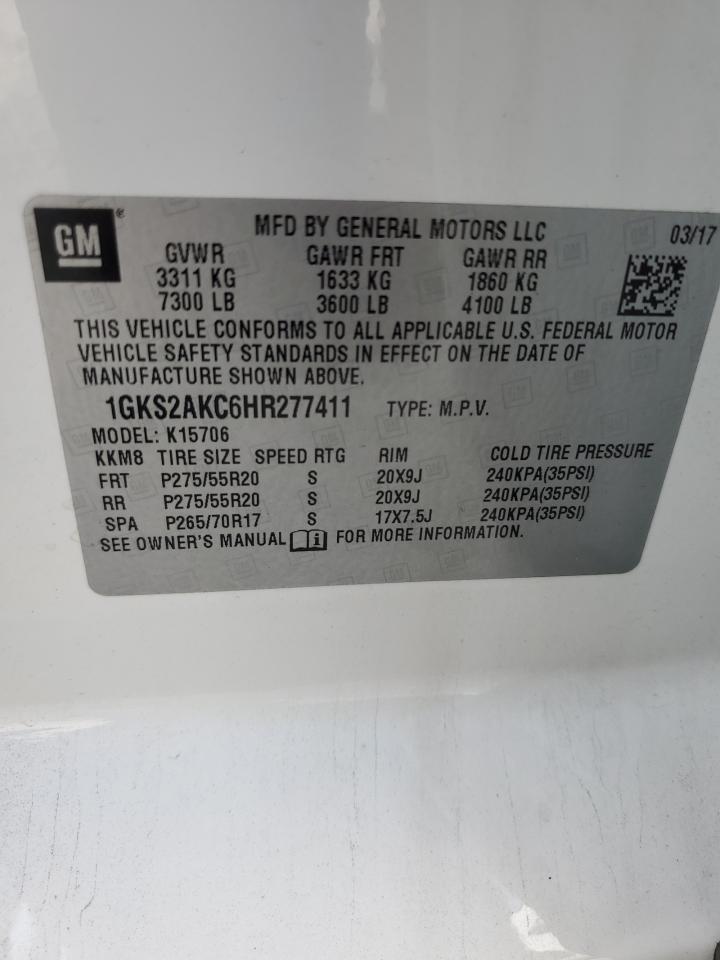 GM®
MFD BY GENERAL MOTORS LLC 03/17
GVWR GAWR FRT GAWR RR
3311 KG 1633 KG 1860 KG
7300 LB 3600 LB 4100 LB
THIS VEHICLE CONFORMS TO ALL APPLICABLE U.S. FEDERAL MOTOR
VEHICLE SAFETY STANDARDS IN EFFECT ON THE DATE OF
MANUFACTURE SHOWN ABOVE.
1GKS2AKC6HR277411 TYPE: M.P.V.
MODEL: K15706
KKM8 TIRE SIZE SPEED RTG RIM COLD TIRE PRESSURE
FRT P275/55R20 S 20X9J 240KPA(35PSI)
RR P275/55R20 S 20X9J 240KPA(35PSI)
SPA P265/70R17 S 17X7.5J 240KPA(35PSI)
SEE OWNER'S MANUAL i FOR MORE INFORMATION.